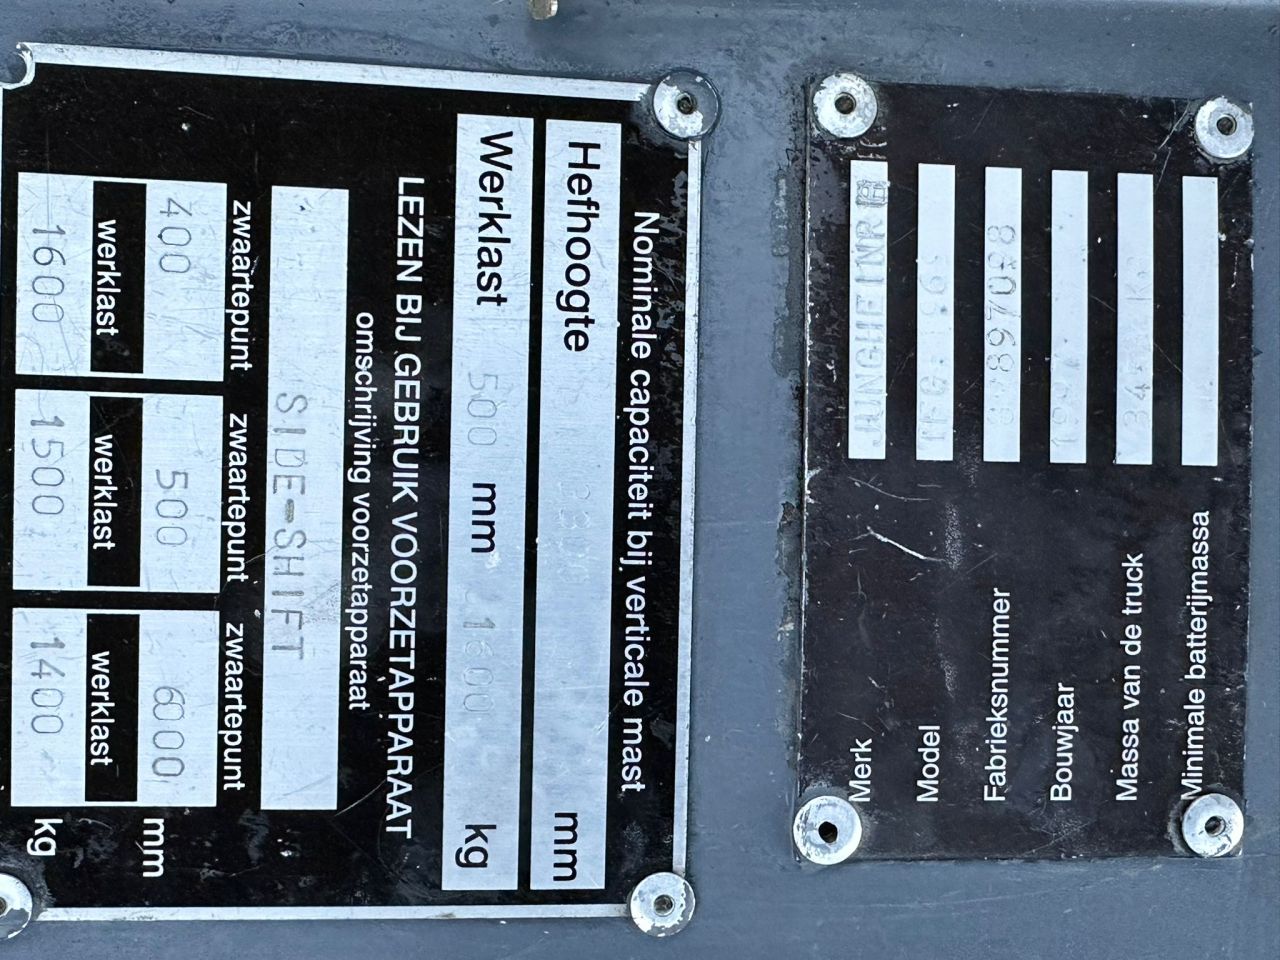 Nominale capaciteit bij verticale mast
Hefhoogte mm
Werklast 500 mm 1600 kg
LEZEN BIJ GEBRUIK VOORZETAPPARAAT
omschrijving voorzetapparaat
SIDE-SHIFT
zwaartepunt zwaartepunt zwaartepunt
400 500 6000 mm
werklast werklast werklast
1600 1500 1400 kg
Merk
Model
Fabrieksnummer
Bouwjaar
Massa van de truck
Minimale batterijmassa